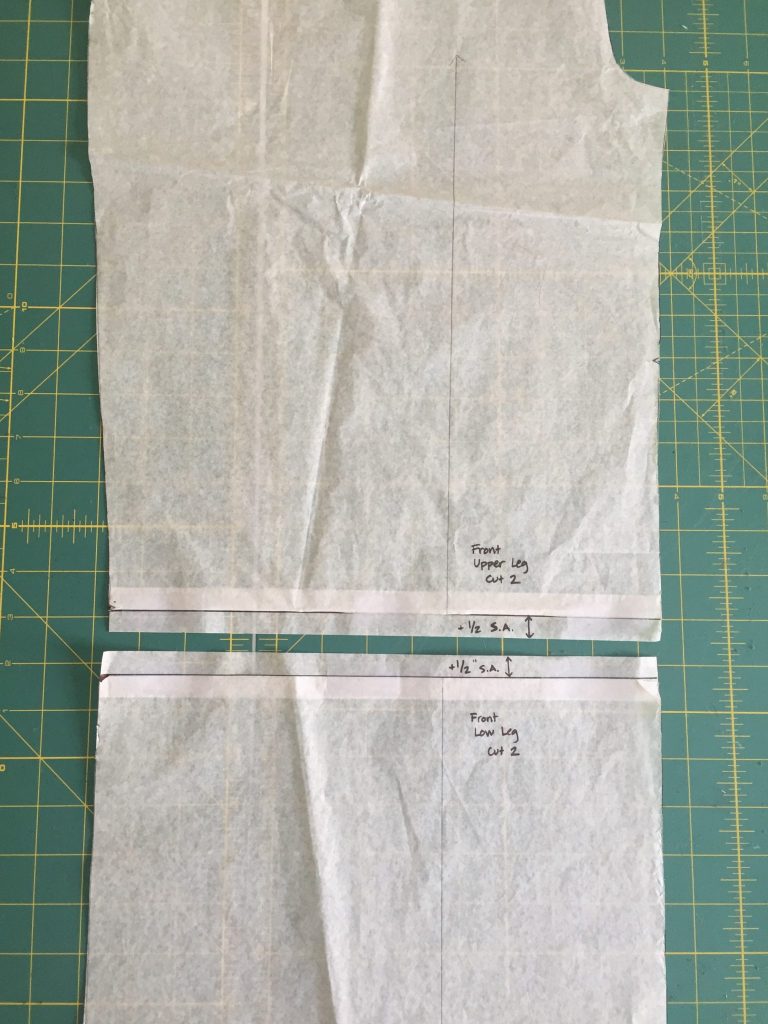 Front
Upper Leg
Cut 2
+ 1/2 S.A.
+1/2" S.A.
Front
Low Leg
Cut 2